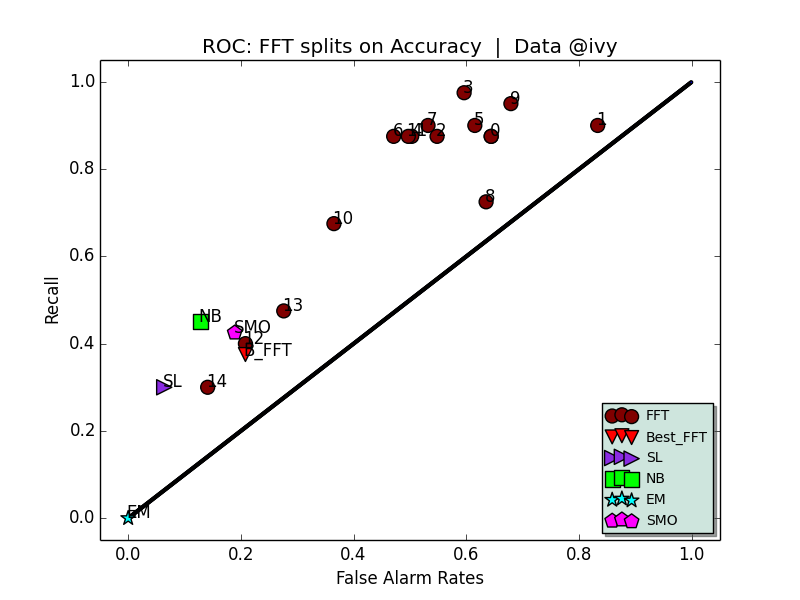 ROC: FFT splits on Accuracy | Data @ivy
1.0
0.8
0.6
0.4
0.2
0.0
Recall
3
9
7
5
1
6
11
4
2
0
8
10
13
NB
SMO
12
B_FFT
SL
14
EM
FFT
Best_FFT
SL
NB
EM
SMO
0.0 0.2 0.4 0.6 0.8 1.0
False Alarm Rates